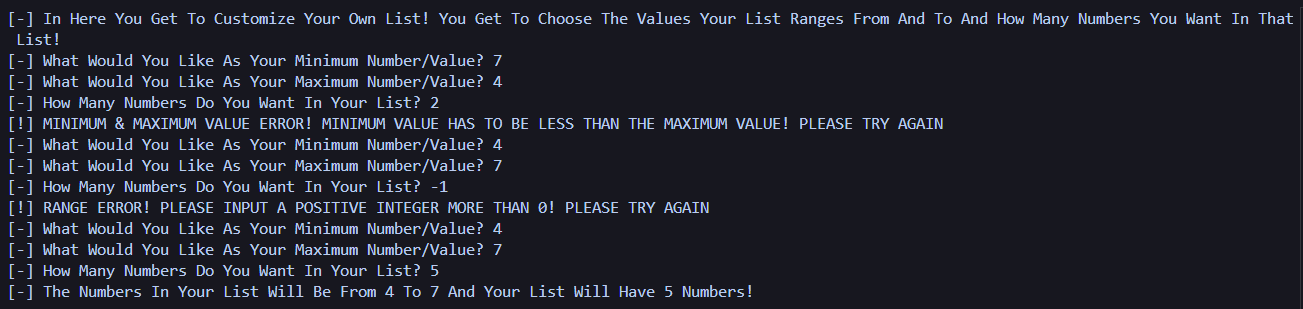 [-] In Here You Get To Customize Your Own List! You Get To Choose The Values Your List Ranges From And To And How Many Numbers You Want In That
List!
[-] What Would You Like As Your Minimum Number/Value? 7
[-] What Would You Like As Your Maximum Number/Value? 4
[-] How Many Numbers Do You Want In Your List? 2
[!] MINIMUM & MAXIMUM VALUE ERROR! MINIMUM VALUE HAS TO BE LESS THAN THE MAXIMUM VALUE! PLEASE TRY AGAIN
[-] What Would You Like As Your Minimum Number/Value? 4
[-] What Would You Like As Your Maximum Number/Value? 7
[-] How Many Numbers Do You Want In Your List? -1
[!] RANGE ERROR! PLEASE INPUT A POSITIVE INTEGER MORE THAN 0! PLEASE TRY AGAIN
[-] What Would You Like As Your Minimum Number/Value? 4
[-] What Would You Like As Your Maximum Number/Value? 7
[-] How Many Numbers Do You Want In Your List? 5
[-] The Numbers In Your List Will Be From 4 To 7 And Your List Will Have 5 Numbers!